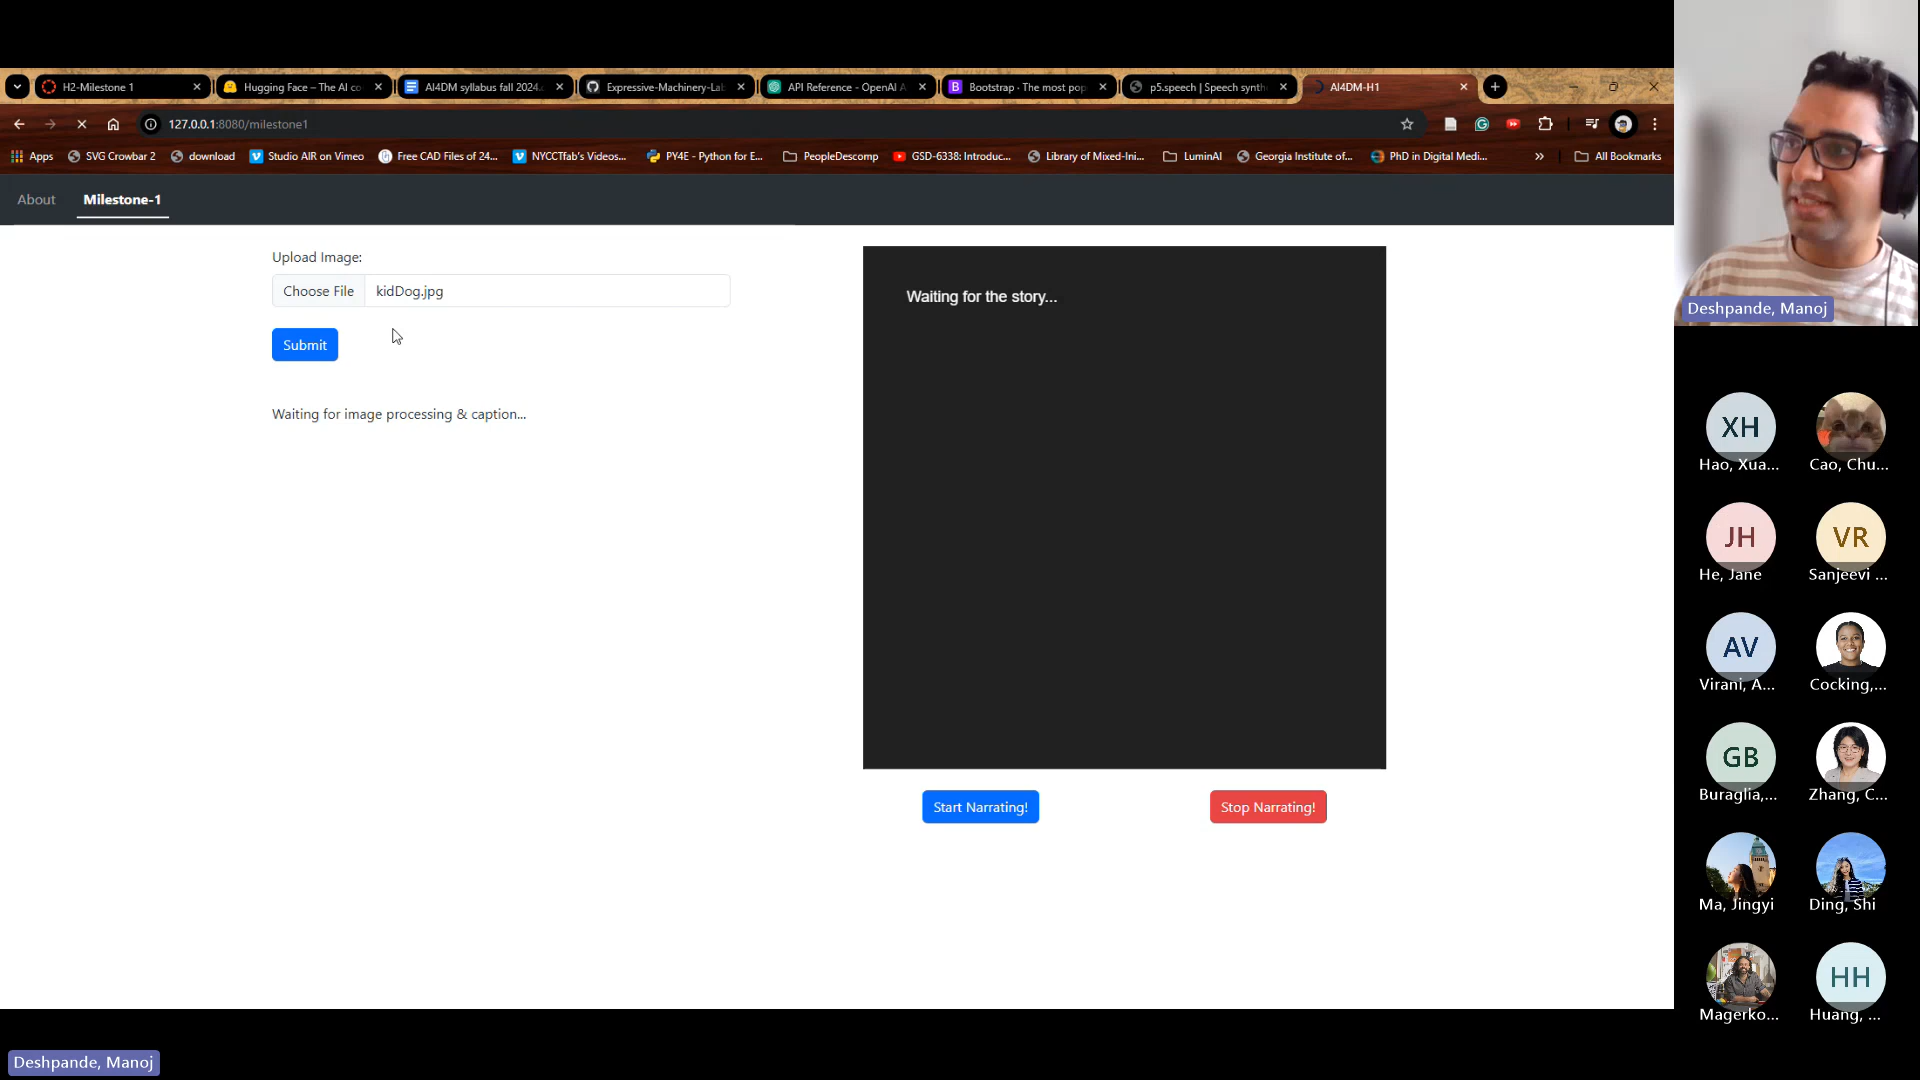 H2-Milestone 1
Hugging Face – The AI co
AI4DM syllabus fall 2024.
Expressive-Machinery-La
API Reference - OpenAI A
Bootstrap · The most pop
p5.speech | Speech synth
AI4DM-H1
127.0.0.1:8080/milestone1
Apps
SVG Crowbar 2
download
Studio AIR on Vimeo
Free CAD Files of 24...
NYCCTfab's Videos...
PY4E - Python for E...
PeopleDescomp
GSD-6338: Introduc...
Library of Mixed-Ini...
LuminAI
Georgia Institute of...
PhD in Digital Medi...
»
All Bookmarks
About
Milestone-1
Upload Image:
Choose File
kidDog.jpg
Submit
Waiting for image processing & caption...
Waiting for the story...
Start Narrating!
Stop Narrating!
Deshpande, Manoj
XH
Hao, Xua...
Cao, Chu...
JH
He, Jane
VR
Sanjeevi ...
AV
Virani, A...
Cocking,...
GB
Buraglia,...
Zhang, C...
Ma, Jingyi
Ding, Shi
Magerko...
HH
Huang, ...
Deshpande, Manoj